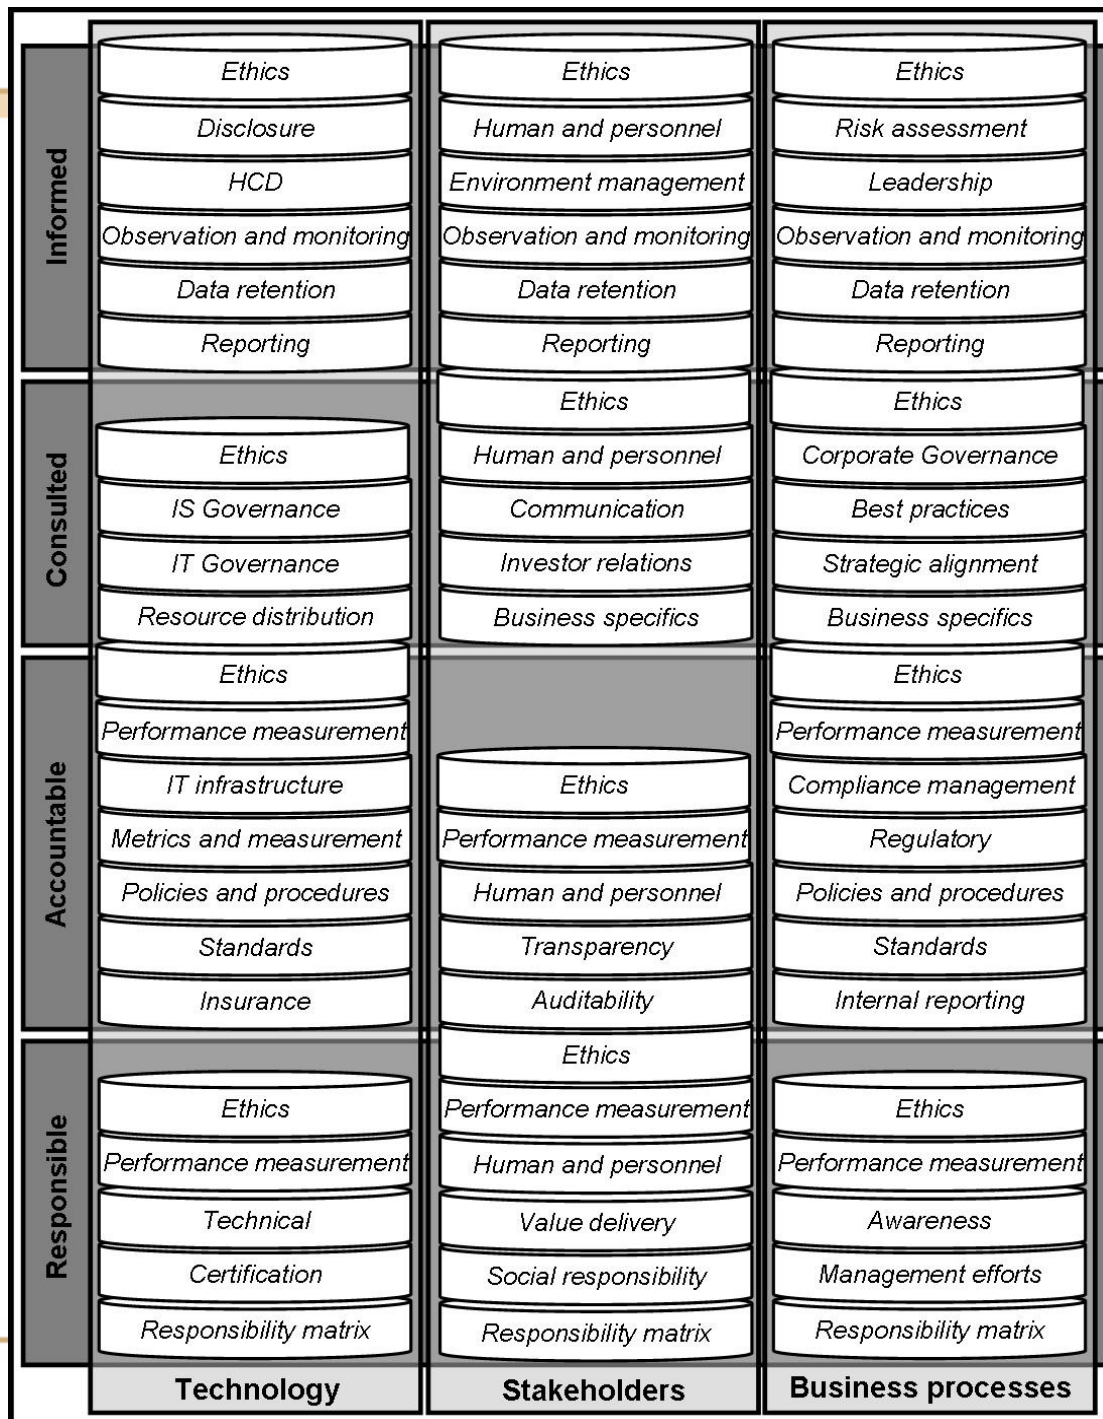 Informed
Ethics
Disclosure
HCD
Observation and monitoring
Data retention
Reporting
Ethics
Human and personnel
Environment management
Observation and monitoring
Data retention
Reporting
Ethics
Risk assessment
Leadership
Observation and monitoring
Data retention
Reporting
Consulted
Ethics
IS Governance
IT Governance
Resource distribution
Ethics
Human and personnel
Communication
Investor relations
Business specifics
Ethics
Corporate Governance
Best practices
Strategic alignment
Business specifics
Accountable
Ethics
Performance measurement
IT infrastructure
Metrics and measurement
Policies and procedures
Standards
Insurance
Ethics
Performance measurement
Human and personnel
Transparency
Auditability
Ethics
Performance measurement
Compliance management
Regulatory
Policies and procedures
Standards
Internal reporting
Responsible
Ethics
Performance measurement
Technical
Certification
Responsibility matrix
Ethics
Performance measurement
Human and personnel
Value delivery
Social responsibility
Responsibility matrix
Ethics
Performance measurement
Awareness
Management efforts
Responsibility matrix
Technology
Stakeholders
Business processes